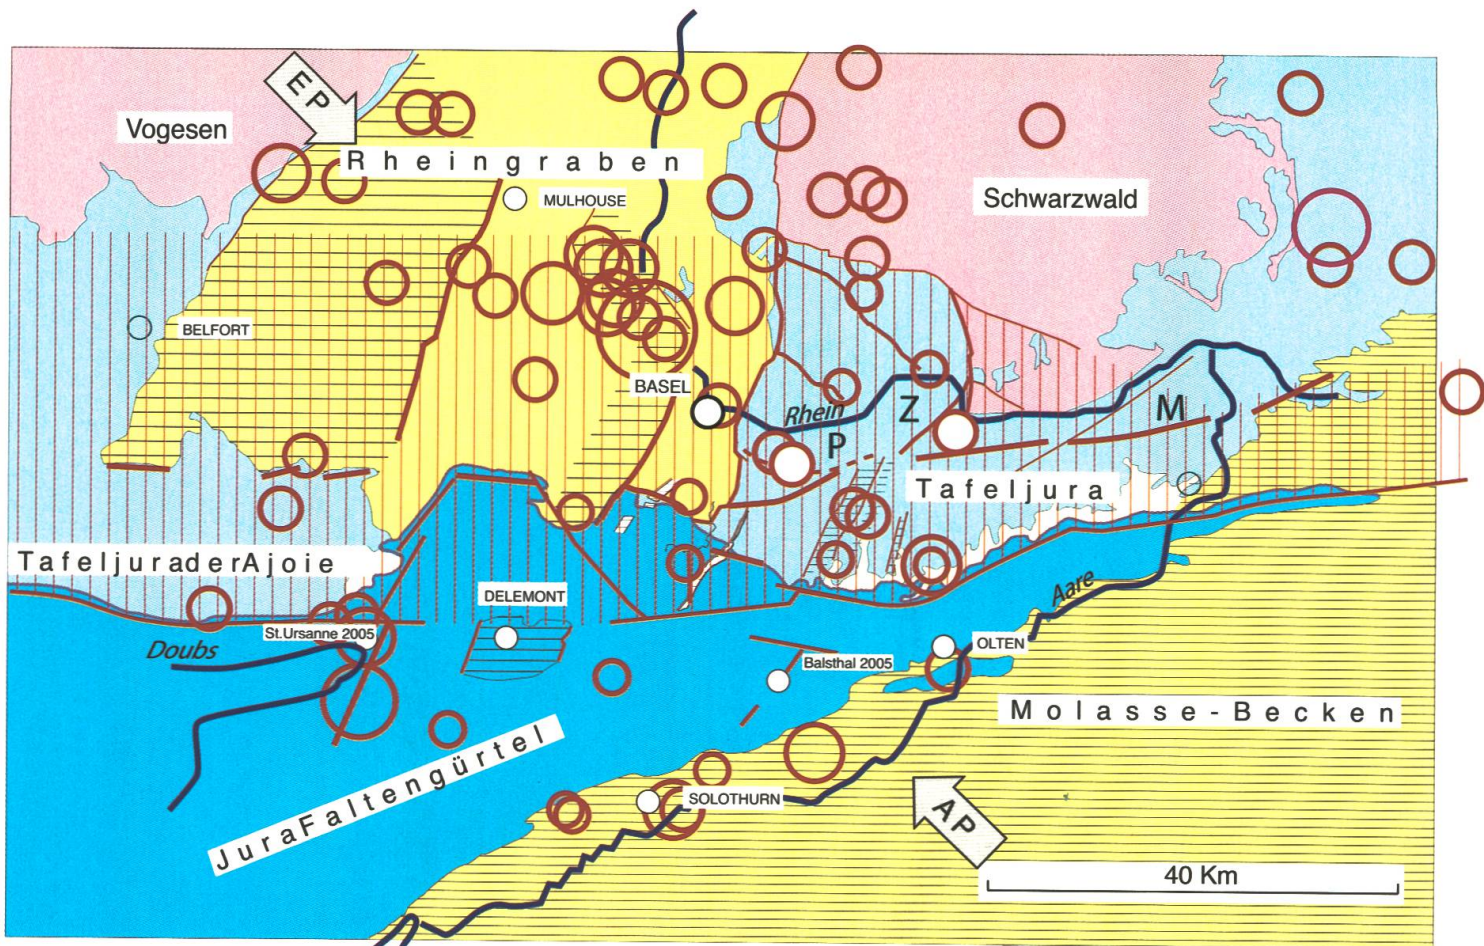 EP
Vogesen
Rheingraben
MULHOUSE
Schwarzwald
BELFORT
BASEL
Rhein
Z
M
P
Tafeljura
TafeljuraderAjoie
DELEMONT
St.Ursanne 2005
Doubs
Aare
OLTEN
Balsthal 2005
Molasse-Becken
JuraFaltengürtel
SOLOTHURN
AP
40 Km